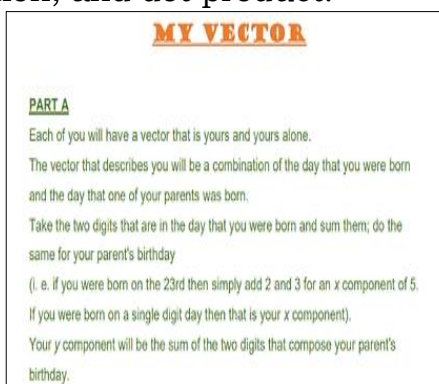 and dot product.
MY VECTOR
PART A
Each of you will have a vector that is yours and yours alone.
The vector that describes you will be a combination of the day that you were born
and the day that one of your parents was born.
Take the two digits that are in the day that you were born and sum them; do the
same for your parent's birthday
(i. e. if you were born on the 23rd then simply add 2 and 3 for an x component of 5.
If you were born on a single digit day then that is your x component).
Your y component will be the sum of the two digits that compose your parent's
birthday.